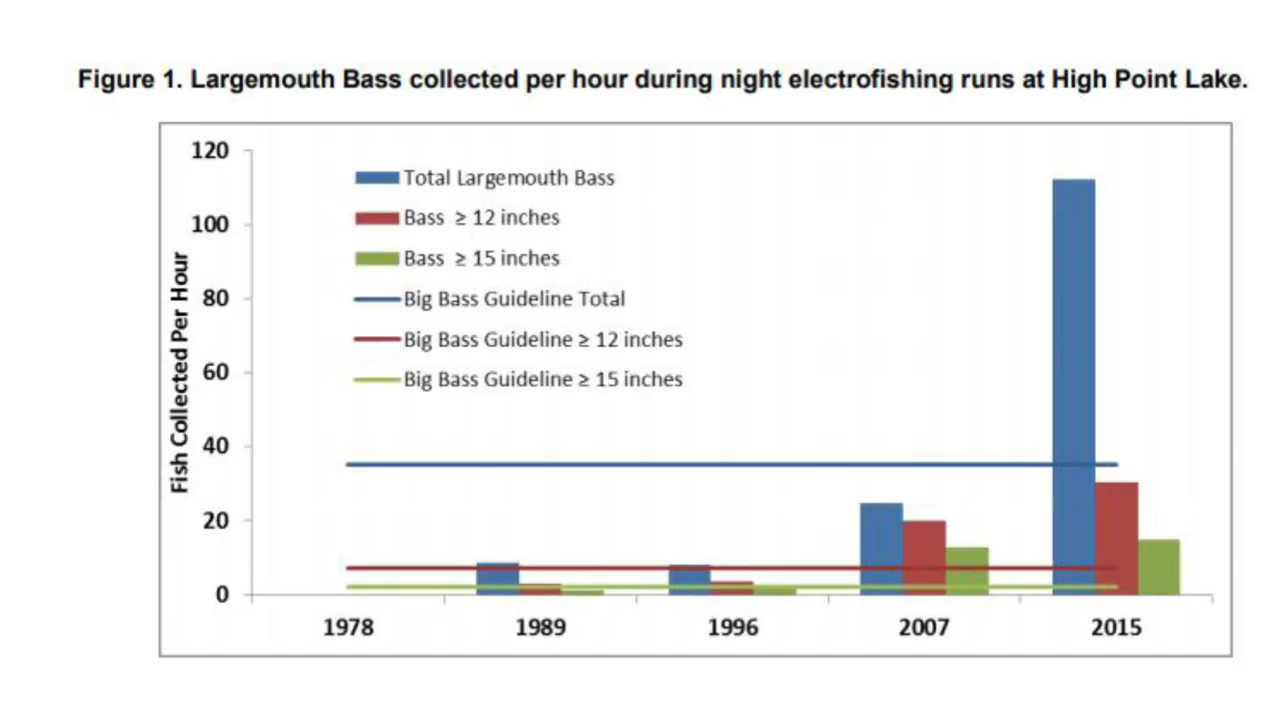 Figure 1. Largemouth Bass collected per hour during night electrofishing runs at High Point Lake.
120
100
80
60
40
20
0
Fish Collected Per Hour
Total Largemouth Bass
Bass ≥ 12 inches
Bass ≥ 15 inches
Big Bass Guideline Total
Big Bass Guideline ≥ 12 inches
Big Bass Guideline ≥ 15 inches
1978 1989 1996 2007 2015